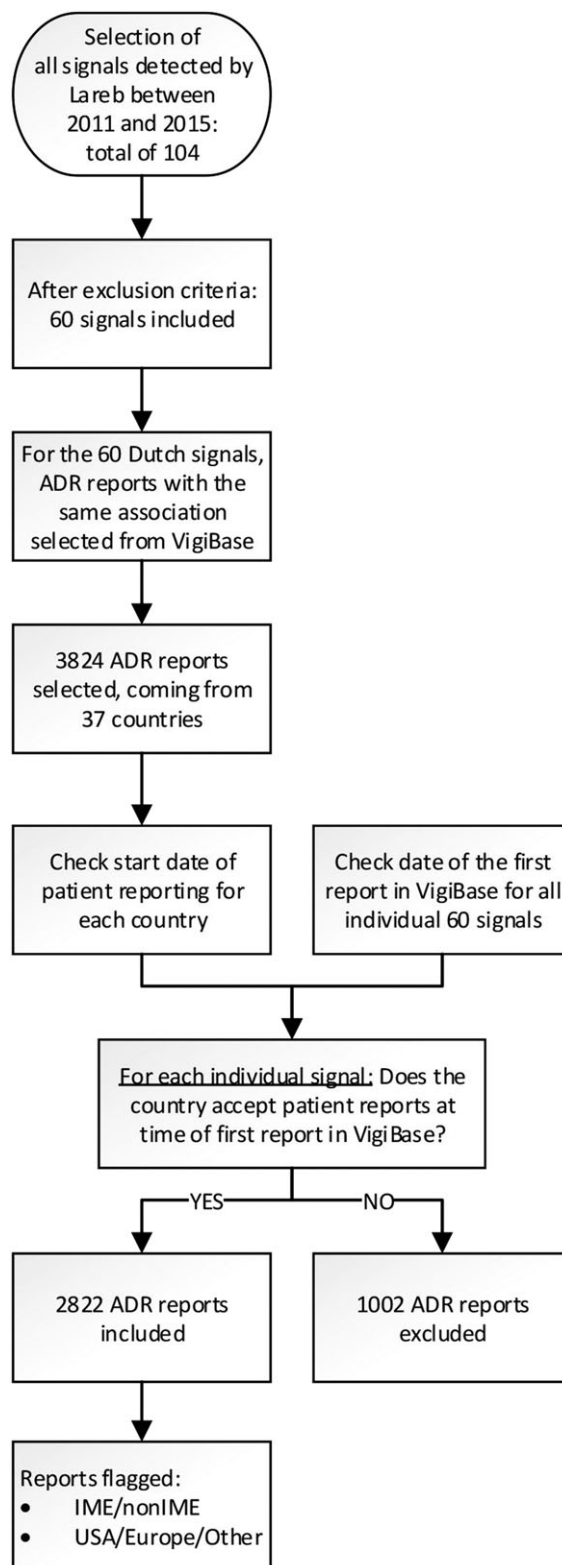 Selection of
all signals detected by
Lareb between
2011 and 2015:
total of 104
After exclusion criteria:
60 signals included
For the 60 Dutch signals,
ADR reports with the
same association
selected from VigiBase
3824 ADR reports
selected, coming from
37 countries
Check start date of
patient reporting for
each country
Check date of the first
report in VigiBase for all
individual 60 signals
For each individual signal: Does the
country accept patient reports at
time of first report in VigiBase?
YES
NO
2822 ADR reports
included
1002 ADR reports
excluded
Reports flagged:
• IME/nonIME
• USA/Europe/Other